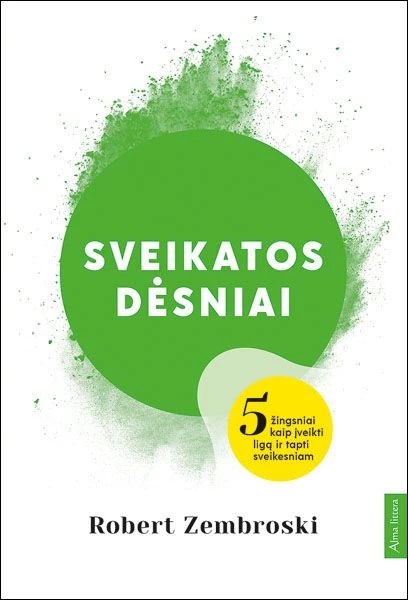 SVEIKATOS
DĖSNIAI
5 žingsniai
kaip įveikti
ligą ir tapti
sveikesniam
Robert Zembroski
Alma littera